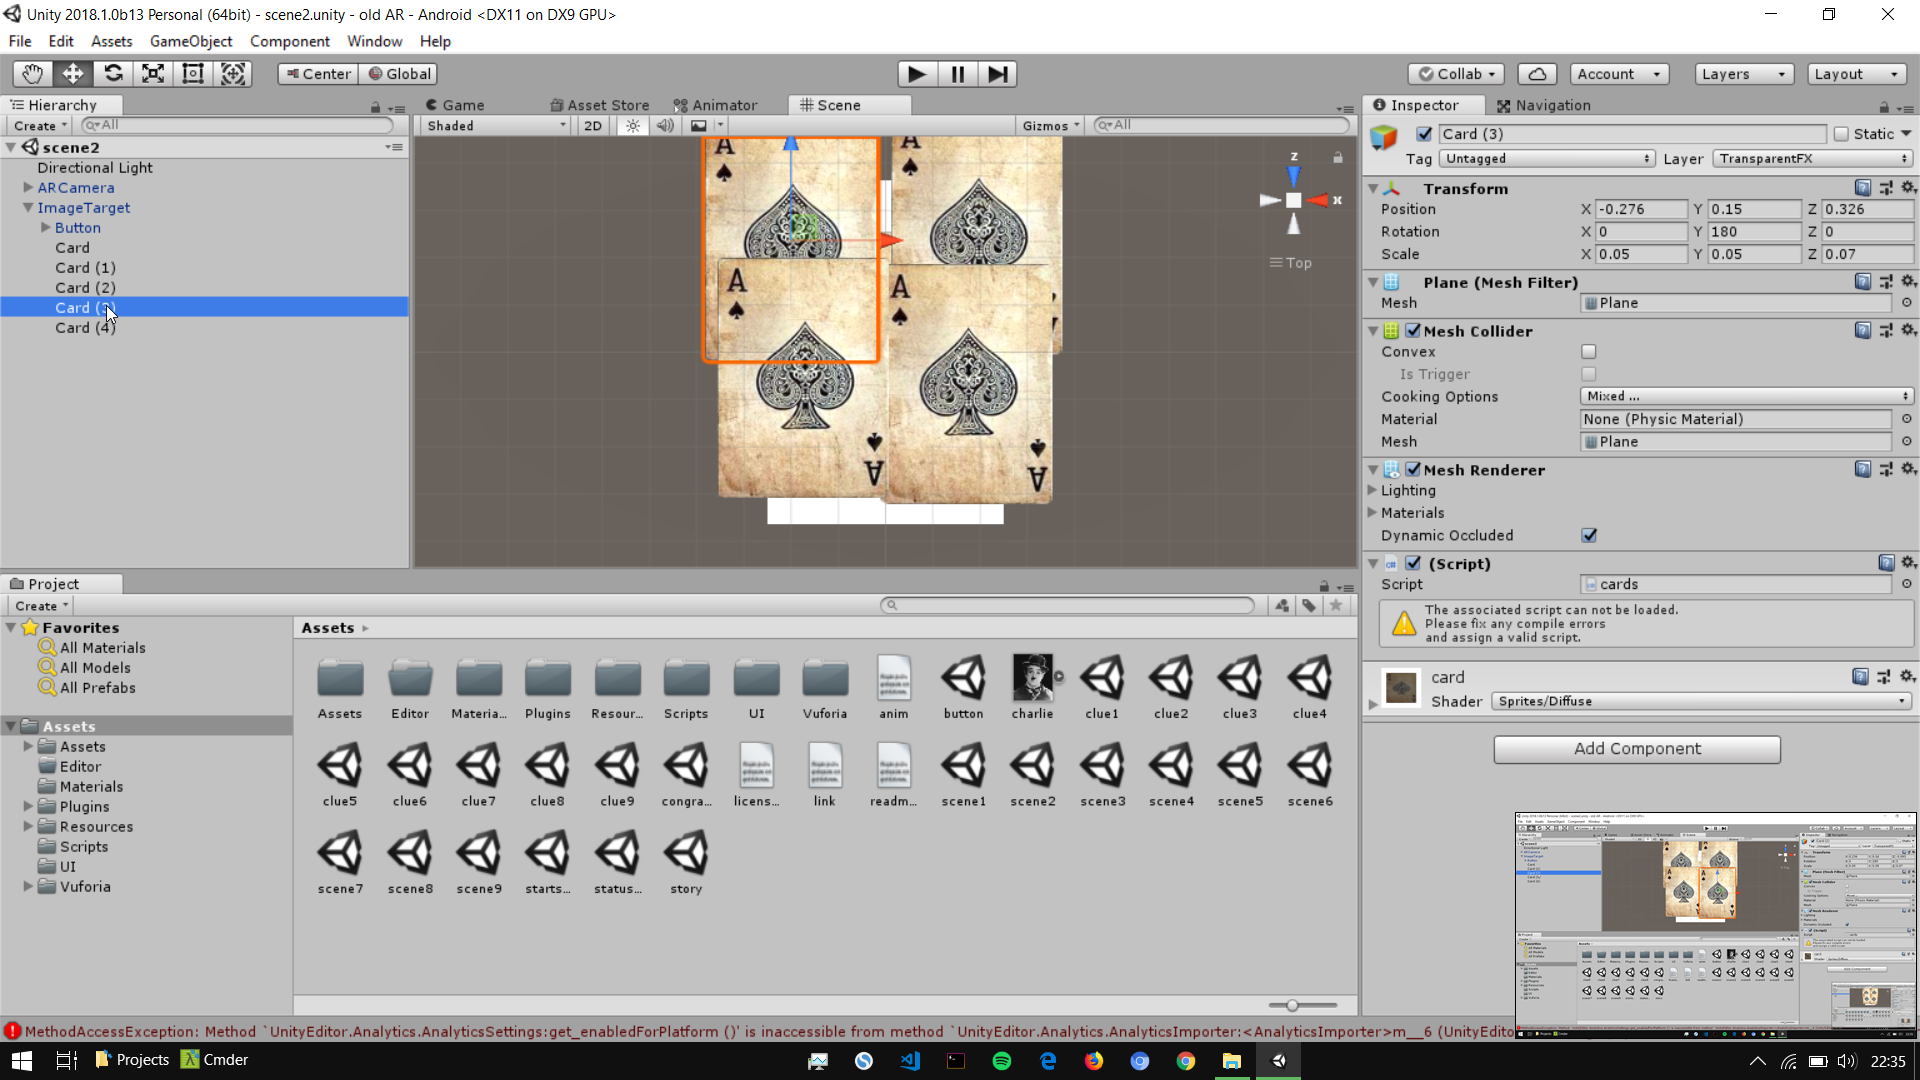 Unity 2018.1.0b13 Personal (64bit) - scene2.unity - old AR - Android <DX11 on DX9 GPU>
File Edit Assets GameObject Component Window Help
Center Global Collab Account Layers Layout
Hierarchy
Create All
scene2
Directional Light
ARCamera
ImageTarget
Button
Card
Card (1)
Card (2)
Card (3)
Card (4)
Game Asset Store Animator Scene
Shaded 2D Gizmos All
A A
A A
A A
z
x
Top
Inspector Navigation
Card (3) Static
Tag Untagged Layer TransparentFX
Transform
Position X -0.276 Y 0.15 Z 0.326
Rotation X 0 Y 180 Z 0
Scale X 0.05 Y 0.05 Z 0.07
Plane (Mesh Filter)
Mesh Plane
Mesh Collider
Convex
Is Trigger
Cooking Options Mixed ...
Material None (Physic Material)
Mesh Plane
Mesh Renderer
Lighting
Materials
Dynamic Occluded
(Script)
Script cards
The associated script can not be loaded.
Please fix any compile errors
and assign a valid script.
card
Shader Sprites/Diffuse
Add Component
Project
Create
Favorites
All Materials
All Models
All Prefabs
Assets
Assets
Editor
Materials
Plugins
Resources
Scripts
UI
Vuforia
Assets
Assets Editor Materia... Plugins Resour... Scripts UI Vuforia anim button charlie clue1 clue2 clue3 clue4
clue5 clue6 clue7 clue8 clue9 congra... licens... link readm... scene1 scene2 scene3 scene4 scene5 scene6
scene7 scene8 scene9 starts... status... story
MethodAccessException: Method `UnityEditor.Analytics.AnalyticsSettings:get_enabledForPlatform ()' is inaccessible from method `UnityEditor.Analytics.AnalyticsImporter:<AnalyticsImporter>m__6 (UnityEdito
Projects Cmder 22:35